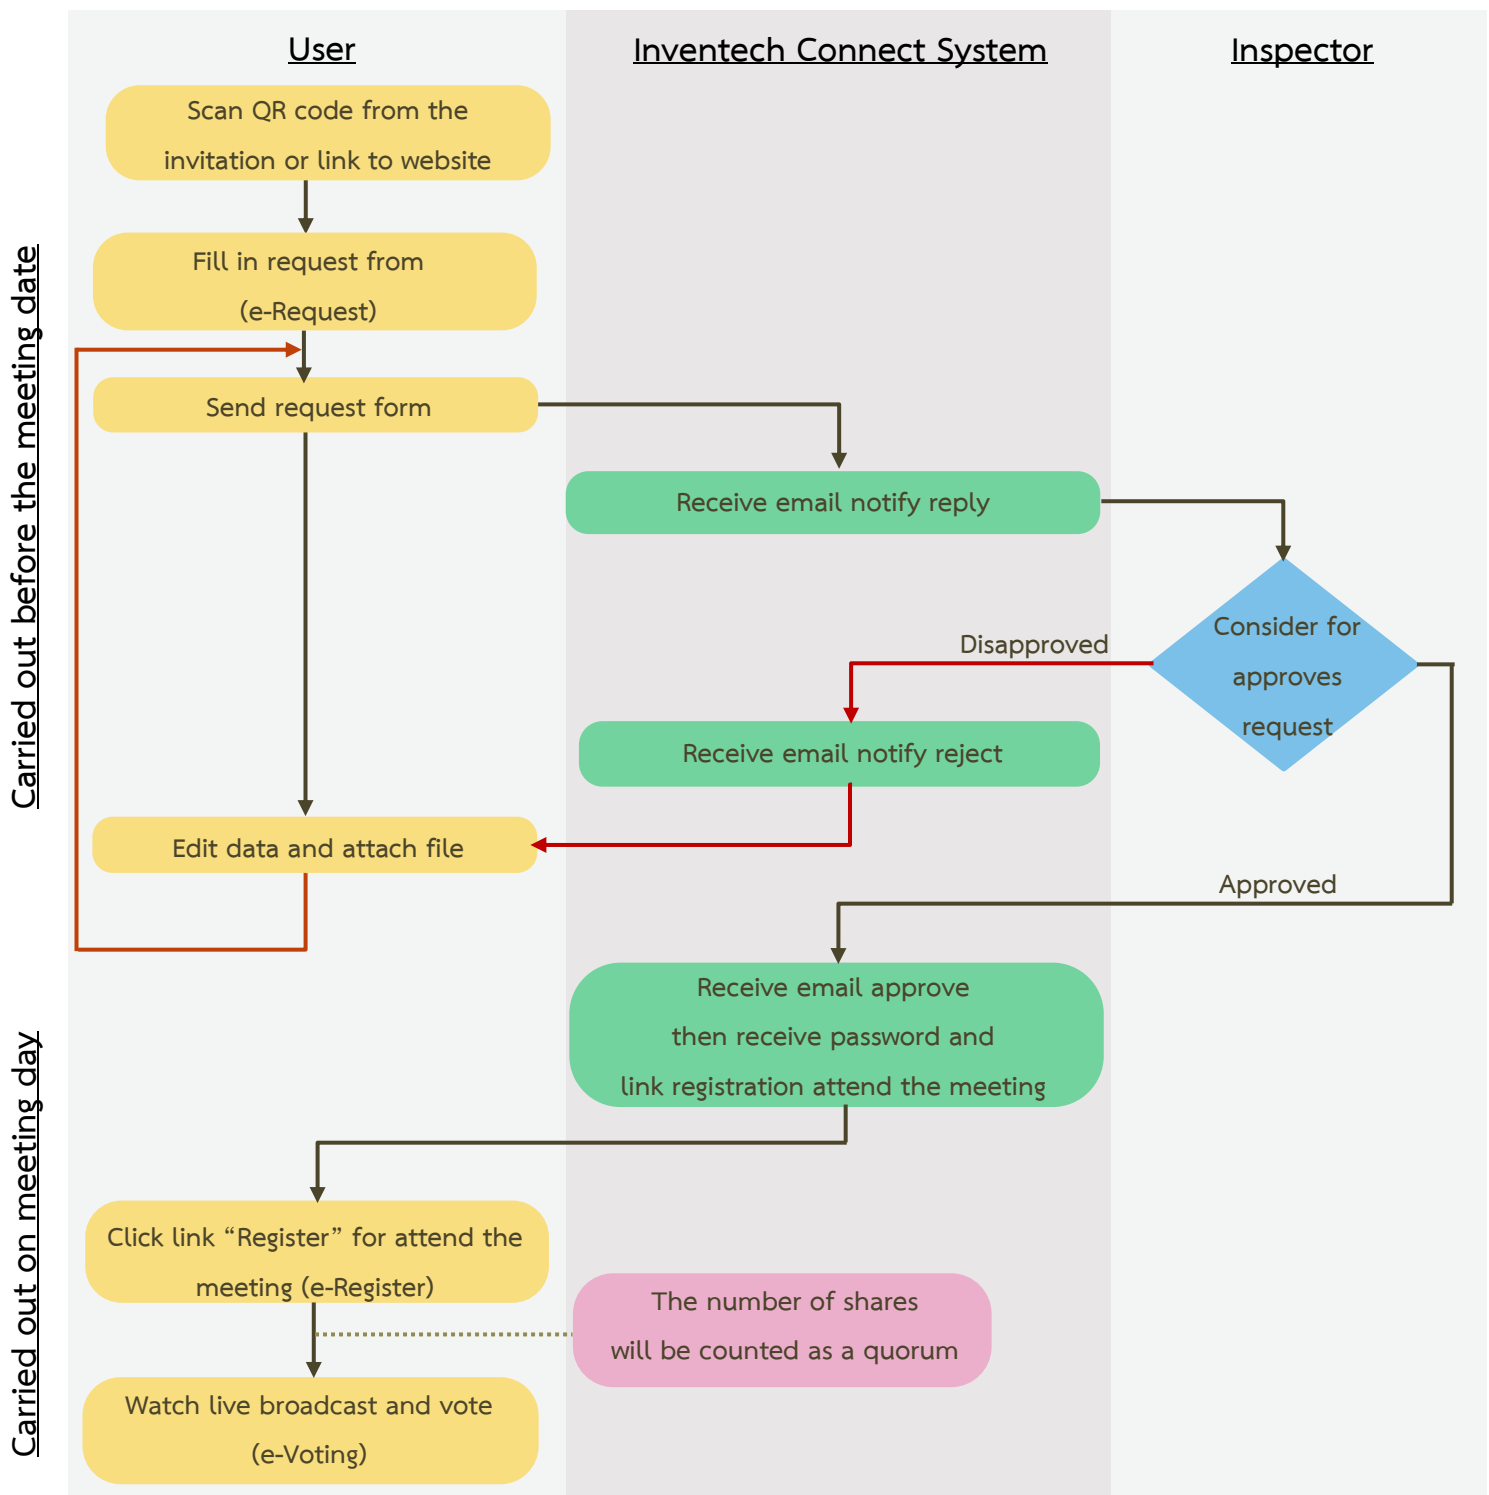 User
Inventech Connect System
Inspector
Carried out before the meeting date
Scan QR code from the
invitation or link to website
Fill in request from
(e-Request)
Send request form
Receive email notify reply
Consider for
approves
request
Disapproved
Receive email notify reject
Edit data and attach file
Approved
Receive email approve
then receive password and
link registration attend the meeting
Carried out on meeting day
Click link “Register” for attend the
meeting (e-Register)
The number of shares
will be counted as a quorum
Watch live broadcast and vote
(e-Voting)